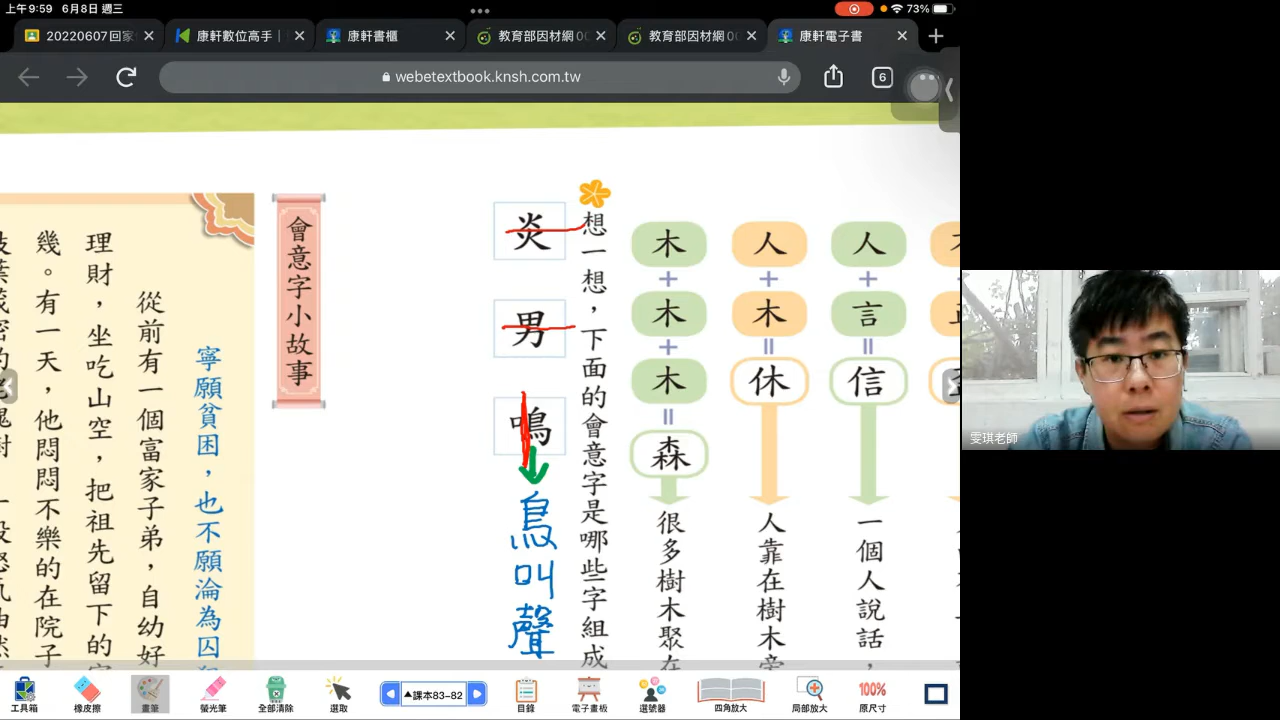 上午9:59 6月8日 週三
73%
20220607回家
康軒數位高手
康軒書櫃
教育部因材網
教育部因材網
康軒電子書
webetextbook.knsh.com.tw
6
人
+
言
=
信
一個人說話，
人
+
木
=
休
人靠在樹木旁
木
+
木
+
木
=
森
很多樹木聚在
想一想，下面的會意字是哪些字組成
炎
男
鳴
鳥叫聲
會意字小故事
寧願貧困，也不願淪為囚犯
從前有一個富家子弟，自幼好
理財，坐吃山空，把祖先留下的
幾。有一天，他悶悶不樂的在院子
雯琪老師
工具箱
橡皮擦
畫筆
螢光筆
全部清除
選取
▲課本83-82
目錄
電子畫板
選號器
四角放大
局部放大
100%
原尺寸